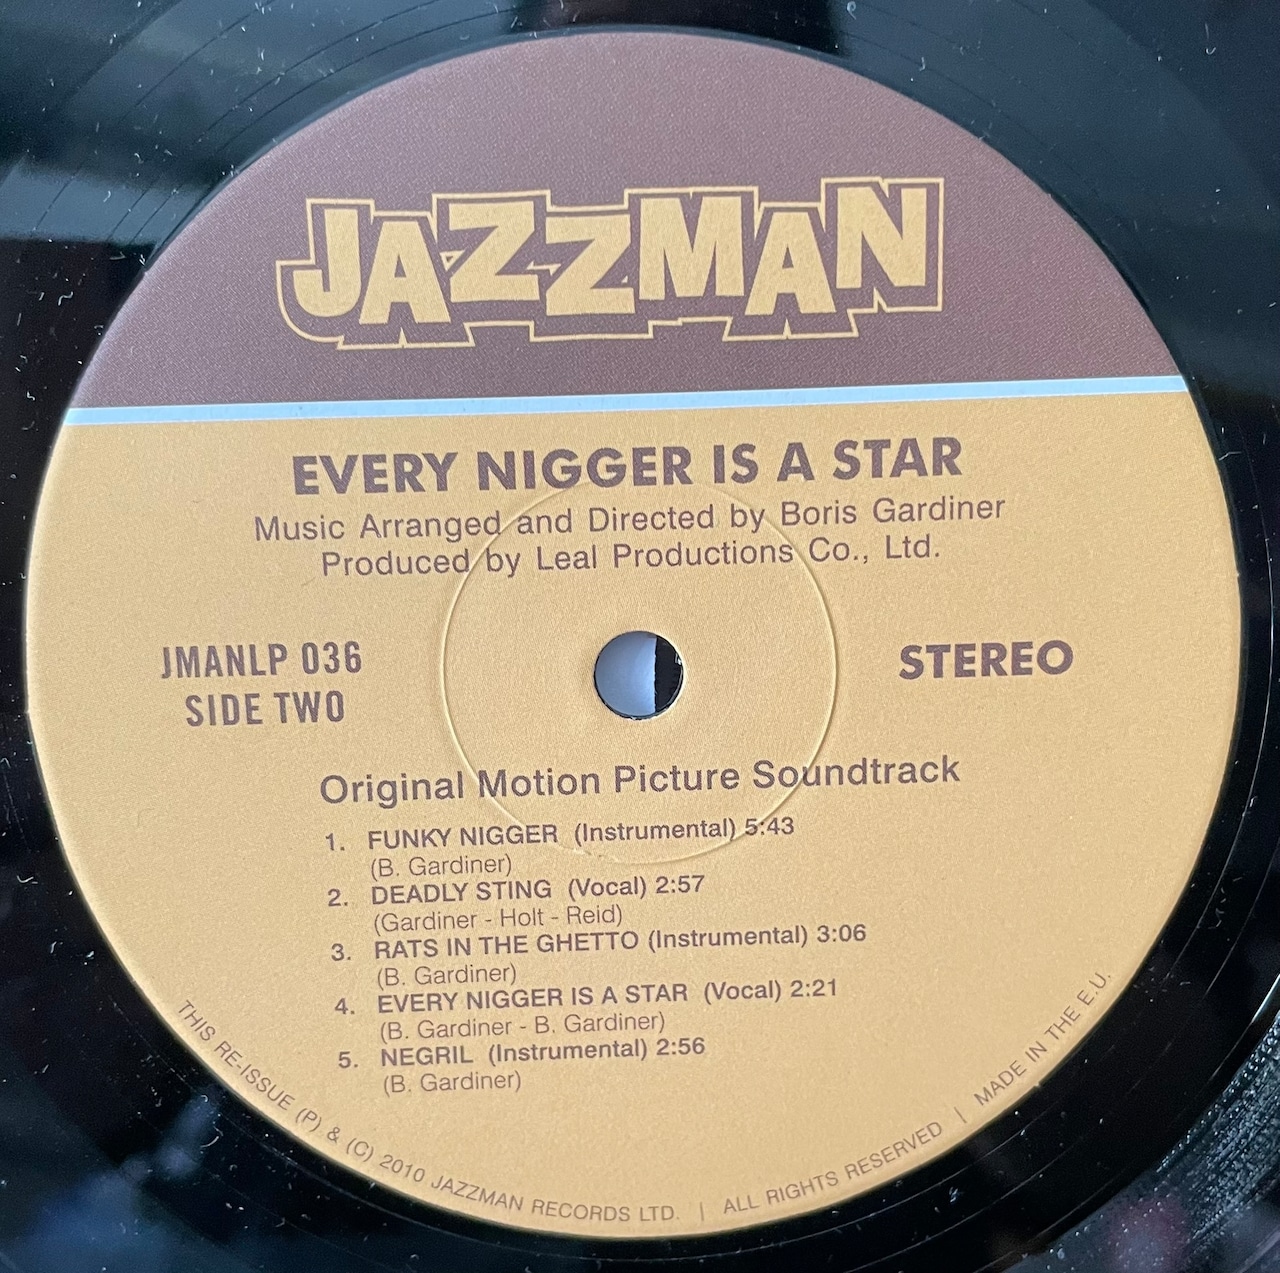 JAZZMAN
EVERY NIGGER IS A STAR
Music Arranged and Directed by Boris Gardiner
Produced by Leal Productions Co., Ltd.
JMANLP 036
SIDE TWO
STEREO
Original Motion Picture Soundtrack
1. FUNKY NIGGER (Instrumental) 5:43
(B. Gardiner)
2. DEADLY STING (Vocal) 2:57
(Gardiner - Holt - Reid)
3. RATS IN THE GHETTO (Instrumental) 3:06
(B. Gardiner)
4. EVERY NIGGER IS A STAR (Vocal) 2:21
(B. Gardiner - B. Gardiner)
5. NEGRIL (Instrumental) 2:56
(B. Gardiner)
THIS RE-ISSUE (P) & (C) 2010 JAZZMAN RECORDS LTD. | ALL RIGHTS RESERVED | MADE IN THE E.U.